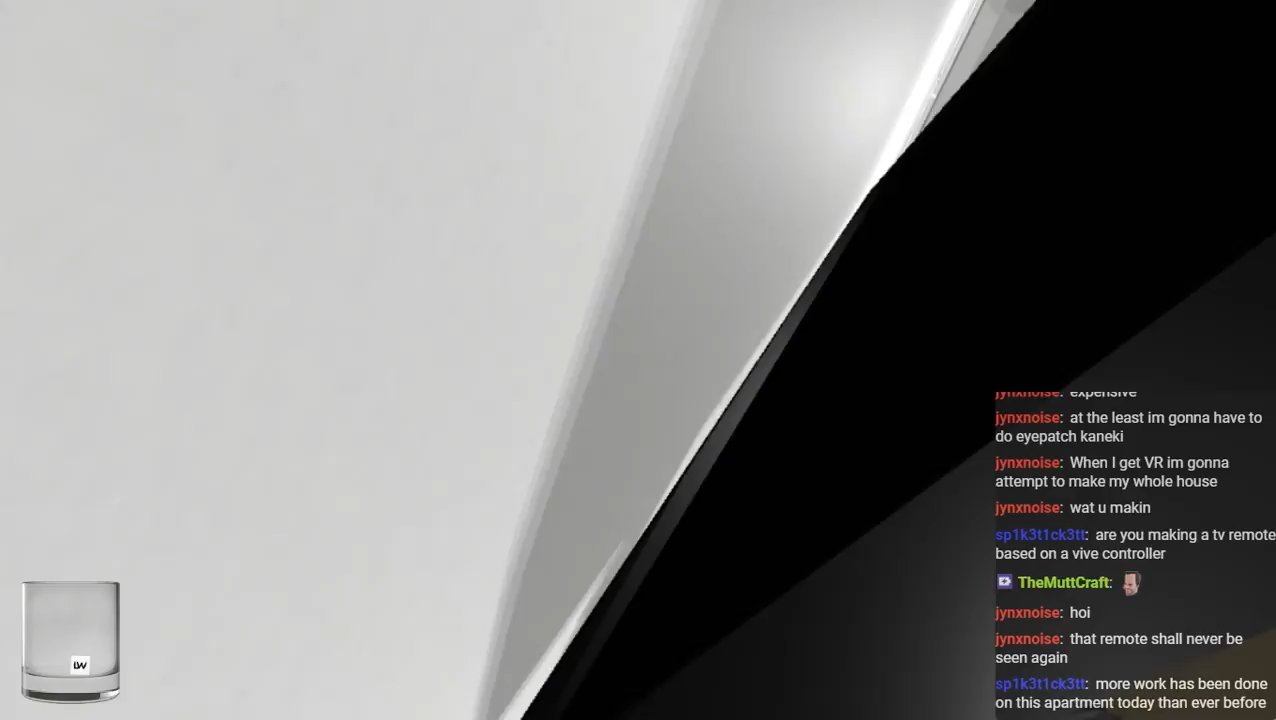 jynxnoise: expensive
jynxnoise: at the least im gonna have to
do eyepatch kaneki
jynxnoise: When I get VR im gonna
attempt to make my whole house
jynxnoise: wat u makin
sp1k3t1ck3tt: are you making a tv remote
based on a vive controller
TheMuttCraft:
jynxnoise: hoi
jynxnoise: that remote shall never be
seen again
sp1k3t1ck3tt: more work has been done
on this apartment today than ever before
LW